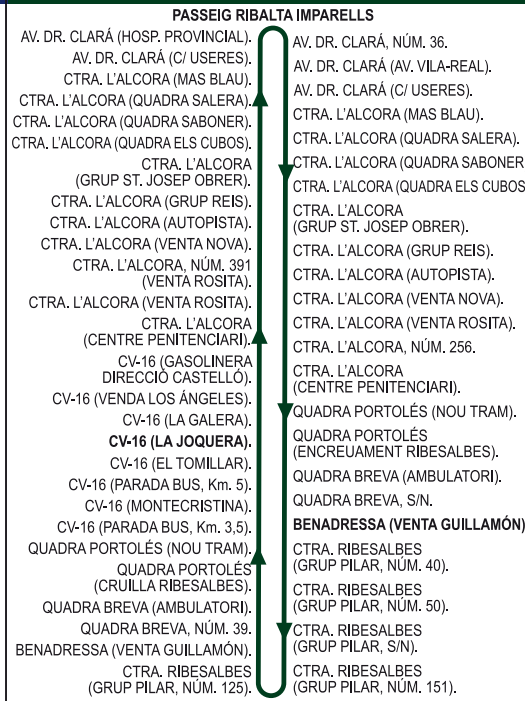 PASSEIG RIBALTA IMPARELLS
AV. DR. CLARÁ (HOSP. PROVINCIAL).
AV. DR. CLARÁ (C/ USERES).
CTRA. L'ALCORA (MAS BLAU).
CTRA. L'ALCORA (QUADRA SALERA).
CTRA. L'ALCORA (QUADRA SABONER).
CTRA. L'ALCORA (QUADRA ELS CUBOS).
CTRA. L'ALCORA
(GRUP ST. JOSEP OBRER).
CTRA. L'ALCORA (GRUP REIS).
CTRA. L'ALCORA (AUTOPISTA).
CTRA. L'ALCORA (VENTA NOVA).
CTRA. L'ALCORA, NÚM. 391
(VENTA ROSITA).
CTRA. L'ALCORA (VENTA ROSITA).
CTRA. L'ALCORA
(CENTRE PENITENCIARI).
CV-16 (GASOLINERA
DIRECCIÓ CASTELLÓ).
CV-16 (VENDA LOS ÁNGELES).
CV-16 (LA GALERA).
CV-16 (LA JOQUERA).
CV-16 (EL TOMILLAR).
CV-16 (PARADA BUS, Km. 5).
CV-16 (MONTECRISTINA).
CV-16 (PARADA BUS, Km. 3,5).
QUADRA PORTOLÉS (NOU TRAM).
QUADRA PORTOLÉS
(CRUILLA RIBESALBES).
QUADRA BREVA (AMBULATORI).
QUADRA BREVA, NÚM. 39.
BENADRESSA (VENTA GUILLAMÓN).
CTRA. RIBESALBES
(GRUP PILAR, NÚM. 125).
AV. DR. CLARÁ, NÚM. 36.
AV. DR. CLARÁ (AV. VILA-REAL).
AV. DR. CLARÁ (C/ USERES).
CTRA. L'ALCORA (MAS BLAU).
CTRA. L'ALCORA (QUADRA SALERA).
CTRA. L'ALCORA (QUADRA SABONER
CTRA. L'ALCORA (QUADRA ELS CUBOS
CTRA. L'ALCORA
(GRUP ST. JOSEP OBRER).
CTRA. L'ALCORA (GRUP REIS).
CTRA. L'ALCORA (AUTOPISTA).
CTRA. L'ALCORA (VENTA NOVA).
CTRA. L'ALCORA (VENTA ROSITA).
CTRA. L'ALCORA, NÚM. 256.
CTRA. L'ALCORA
(CENTRE PENITENCIARI).
QUADRA PORTOLÉS (NOU TRAM).
QUADRA PORTOLÉS
(ENCREUAMENT RIBESALBES).
QUADRA BREVA (AMBULATORI).
QUADRA BREVA, S/N.
BENADRESSA (VENTA GUILLAMÓN)
CTRA. RIBESALBES
(GRUP PILAR, NÚM. 40).
CTRA. RIBESALBES
(GRUP PILAR, NÚM. 50).
CTRA. RIBESALBES
(GRUP PILAR, S/N).
CTRA. RIBESALBES
(GRUP PILAR, NÚM. 151).